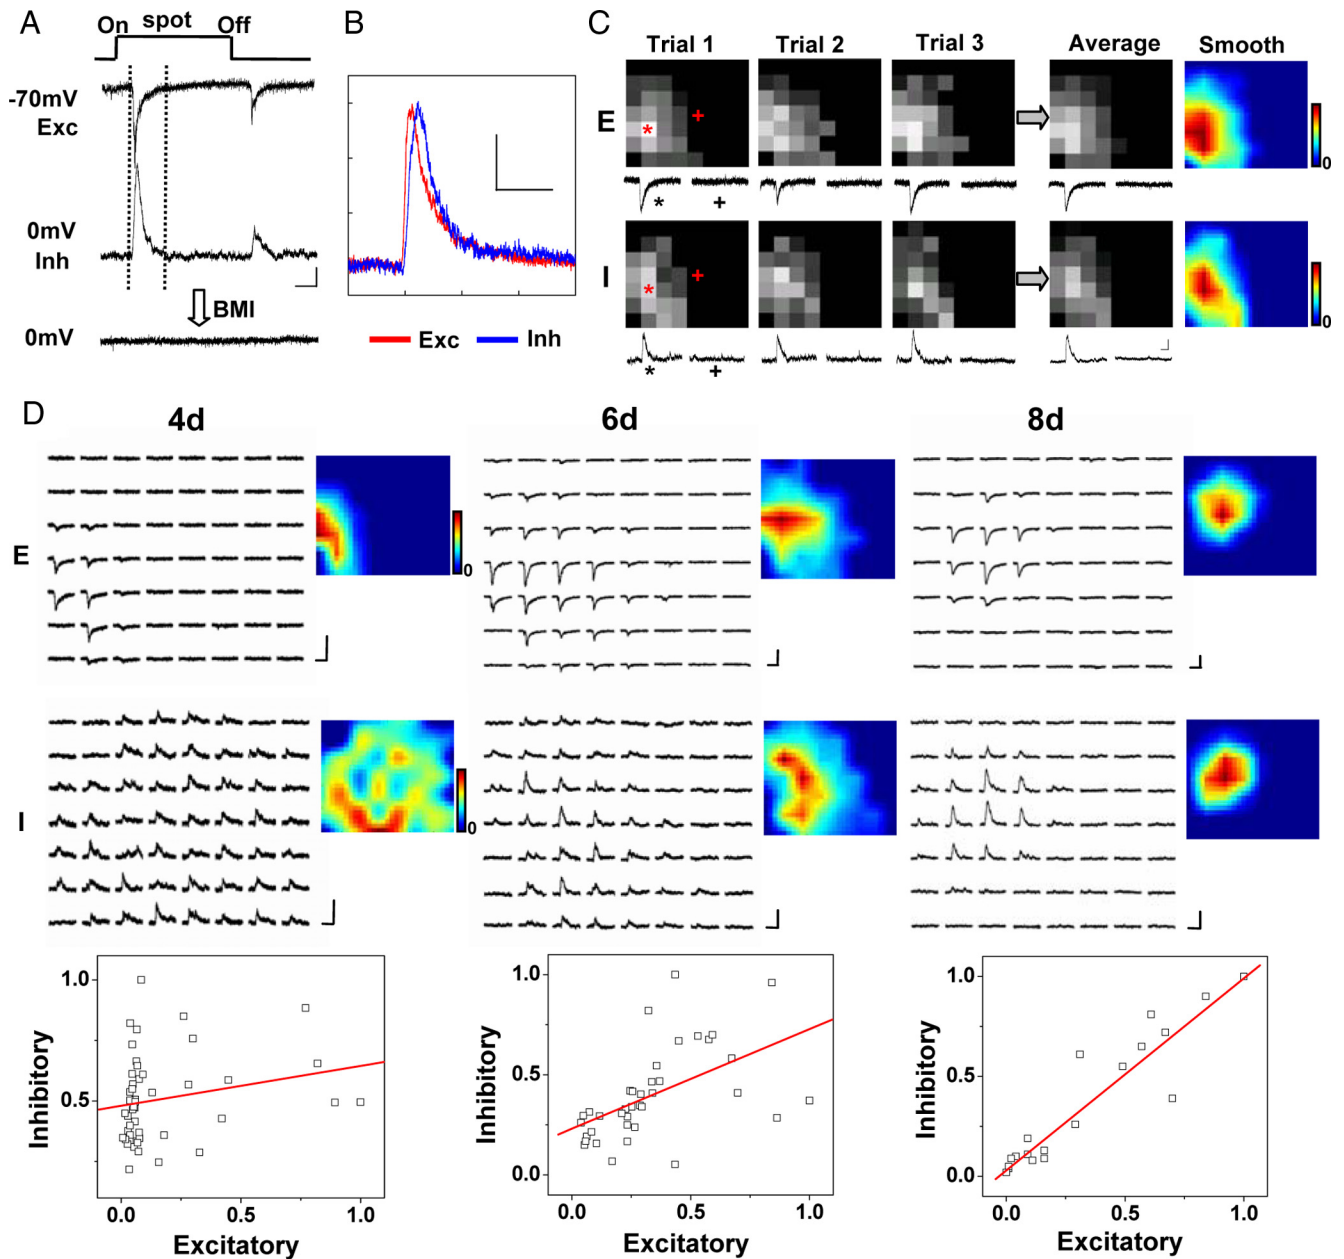 A
On spot Off
-70mV
Exc
0mV
Inh
BMI
0mV
B
Exc Inh
C
Trial 1 Trial 2 Trial 3 Average Smooth
E
*
+
0
* +
I
*
+
0
* +
D
4d 6d 8d
E
0
I
0
1.0
0.5
Inhibitory
0.0 0.5 1.0
Excitatory
1.0
0.5
0.0
Inhibitory
0.0 0.5 1.0
Excitatory
1.0
0.5
0.0
Inhibitory
0.0 0.5 1.0
Excitatory